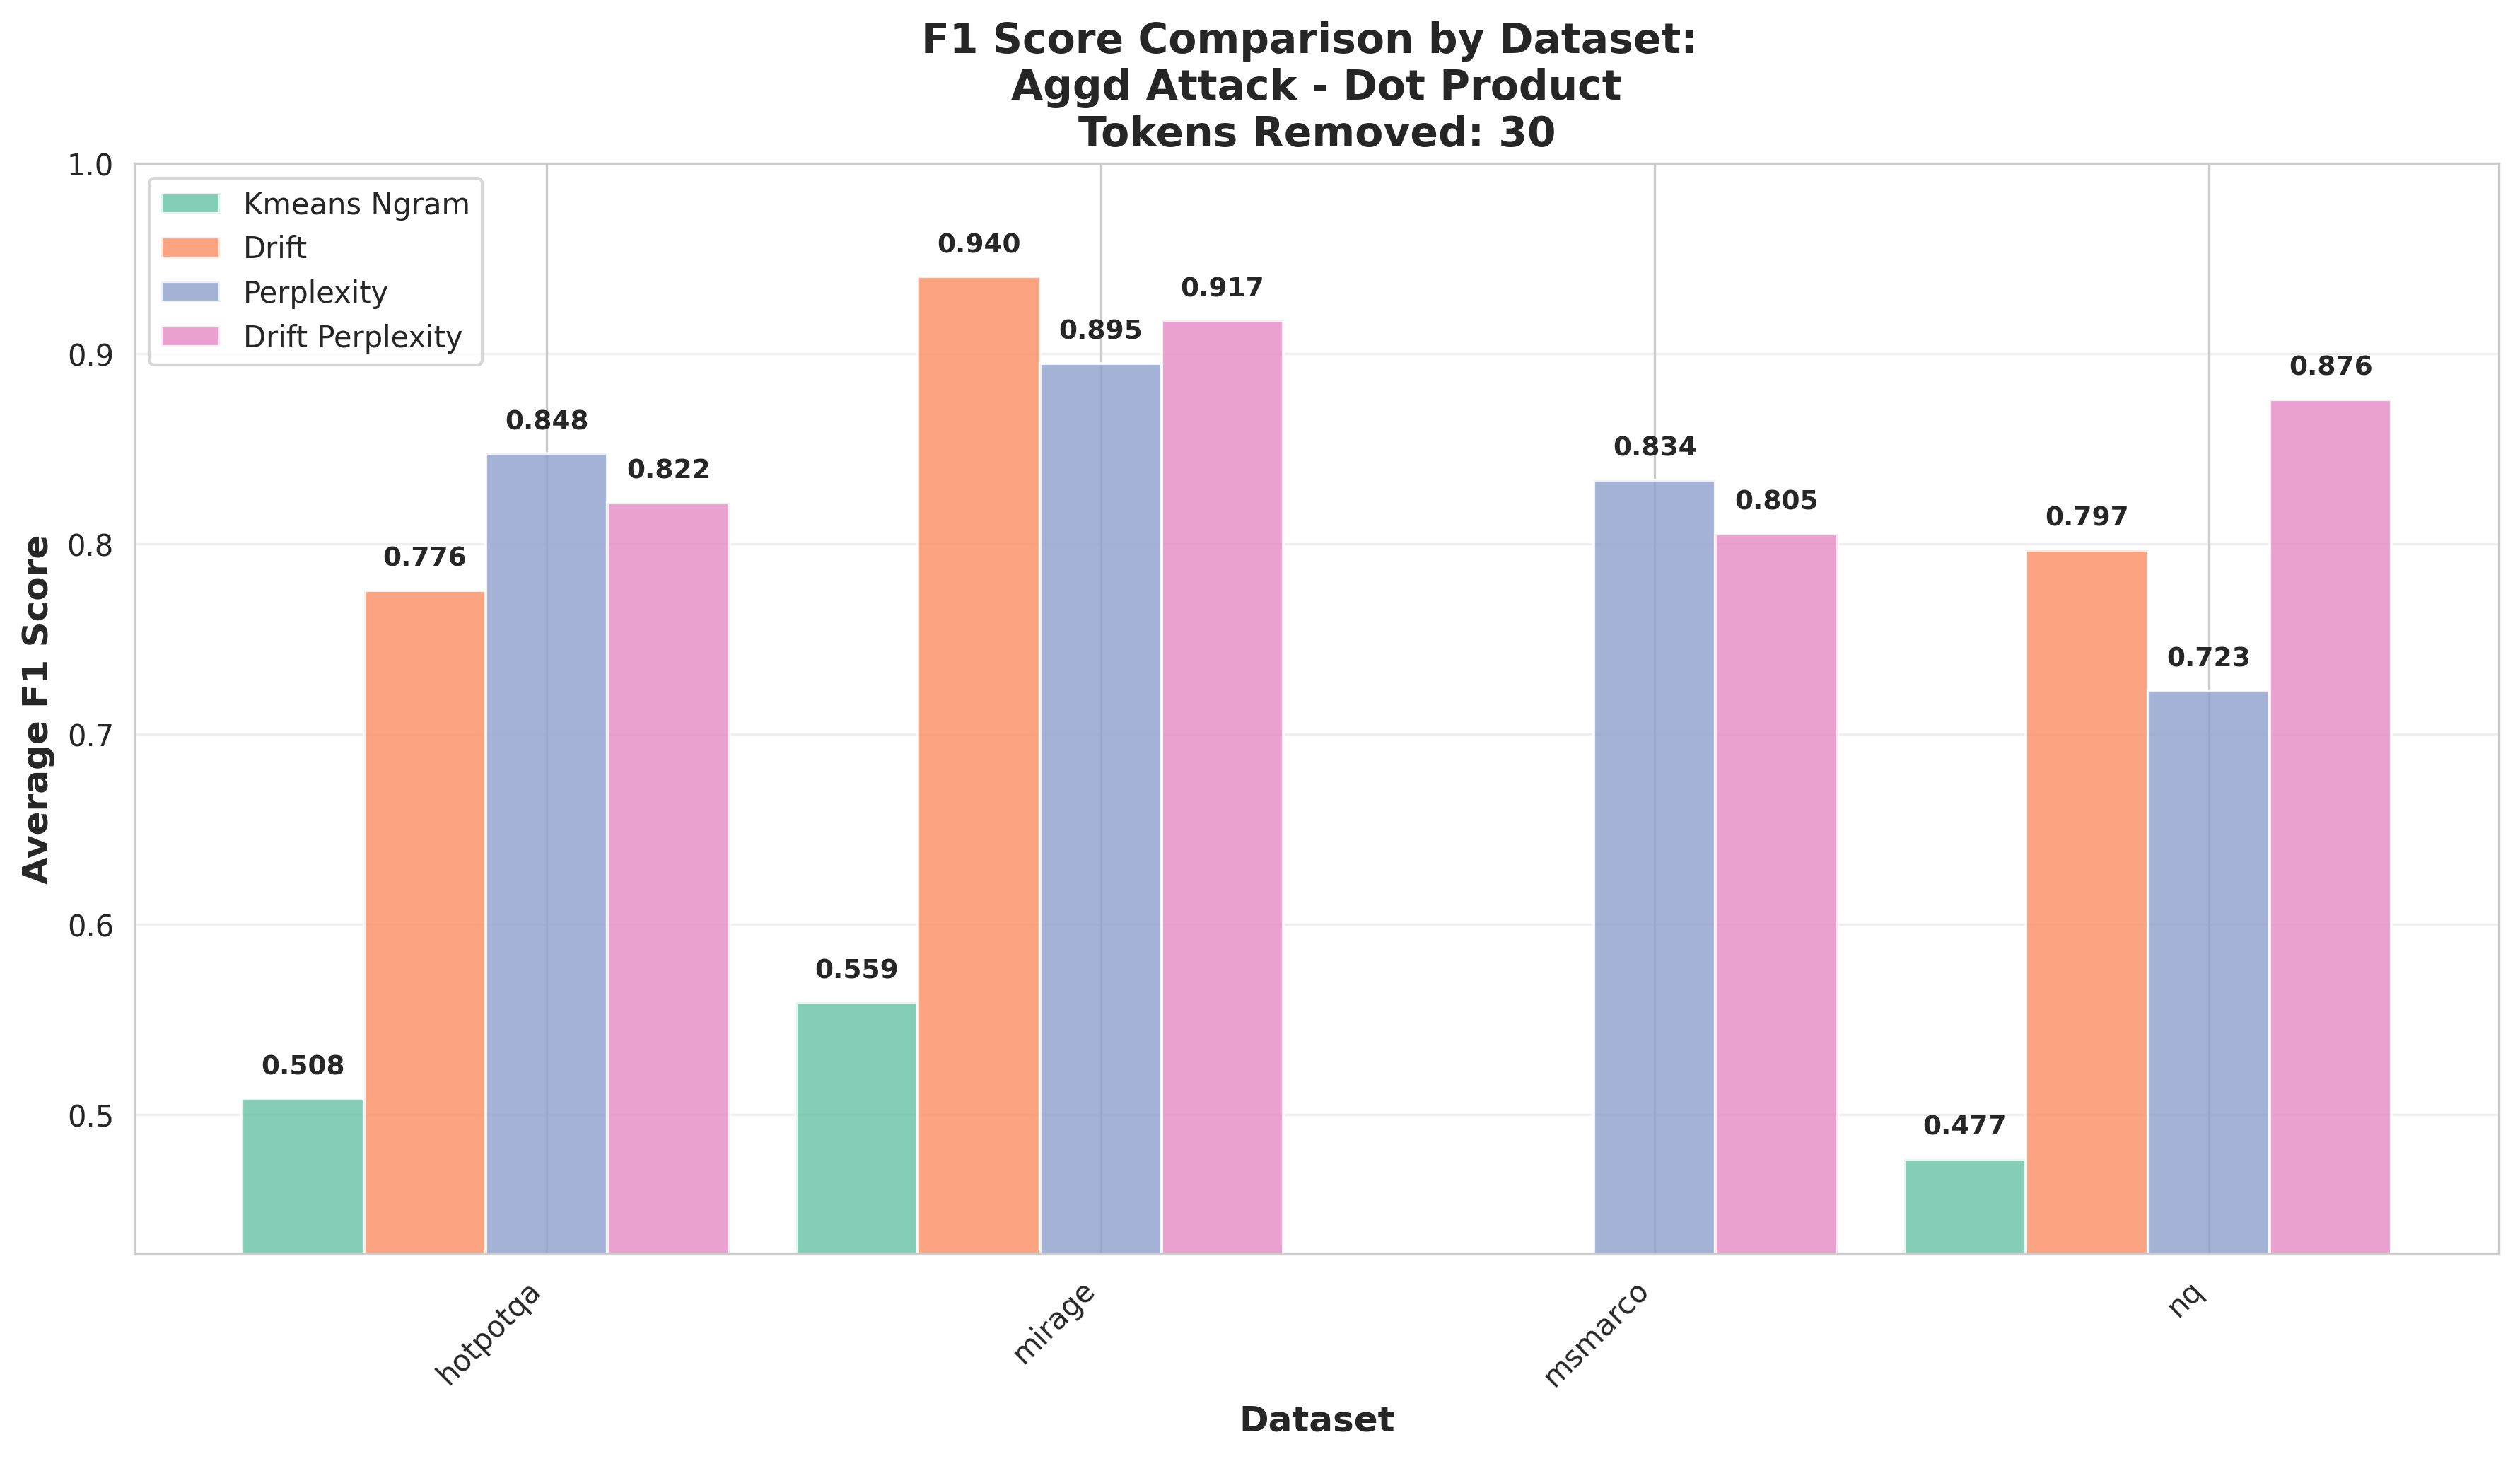 F1 Score Comparison by Dataset:
Aggd Attack - Dot Product
Tokens Removed: 30
Kmeans Ngram
Drift
Perplexity
Drift Perplexity
Average F1 Score
1.0
0.9
0.8
0.7
0.6
0.5
0.508
0.776
0.848
0.822
0.559
0.940
0.895
0.917
0.834
0.805
0.477
0.797
0.723
0.876
hotpotqa
mirage
msmarco
nq
Dataset